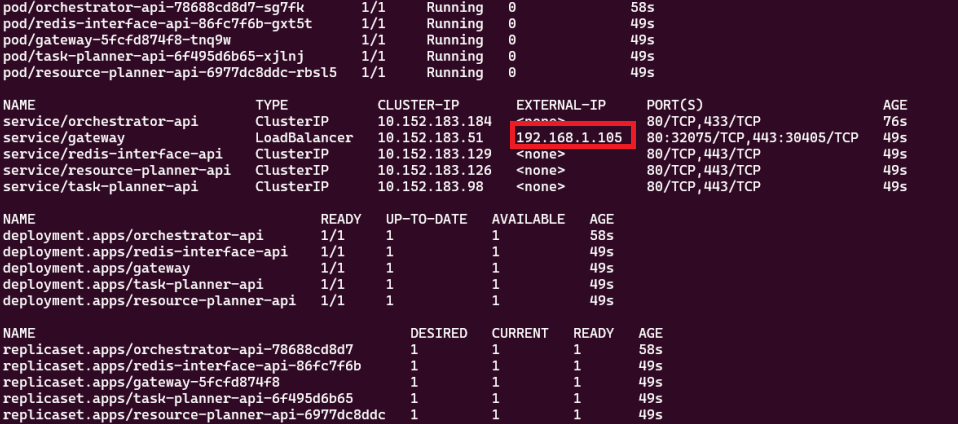 pod/orchestrator-api-78688cd8d7-sg7fk 1/1 Running 0 58s
pod/redis-interface-api-86fc7f6b-gxt5t 1/1 Running 0 49s
pod/gateway-5fcfd874f8-tnq9w 1/1 Running 0 49s
pod/task-planner-api-6f495d6b65-xjlnj 1/1 Running 0 49s
pod/resource-planner-api-6977dc8ddc-rbsl5 1/1 Running 0 49s
NAME TYPE CLUSTER-IP EXTERNAL-IP PORT(S) AGE
service/orchestrator-api ClusterIP 10.152.183.184 <none> 80/TCP,433/TCP 76s
service/gateway LoadBalancer 10.152.183.51 192.168.1.105 80:32075/TCP,443:30405/TCP 49s
service/redis-interface-api ClusterIP 10.152.183.129 <none> 80/TCP,443/TCP 49s
service/resource-planner-api ClusterIP 10.152.183.126 <none> 80/TCP,443/TCP 49s
service/task-planner-api ClusterIP 10.152.183.98 <none> 80/TCP,443/TCP 49s
NAME READY UP-TO-DATE AVAILABLE AGE
deployment.apps/orchestrator-api 1/1 1 1 58s
deployment.apps/redis-interface-api 1/1 1 1 49s
deployment.apps/gateway 1/1 1 1 49s
deployment.apps/task-planner-api 1/1 1 1 49s
deployment.apps/resource-planner-api 1/1 1 1 49s
NAME DESIRED CURRENT READY AGE
replicaset.apps/orchestrator-api-78688cd8d7 1 1 1 58s
replicaset.apps/redis-interface-api-86fc7f6b 1 1 1 49s
replicaset.apps/gateway-5fcfd874f8 1 1 1 49s
replicaset.apps/task-planner-api-6f495d6b65 1 1 1 49s
replicaset.apps/resource-planner-api-6977dc8ddc 1 1 1 49s